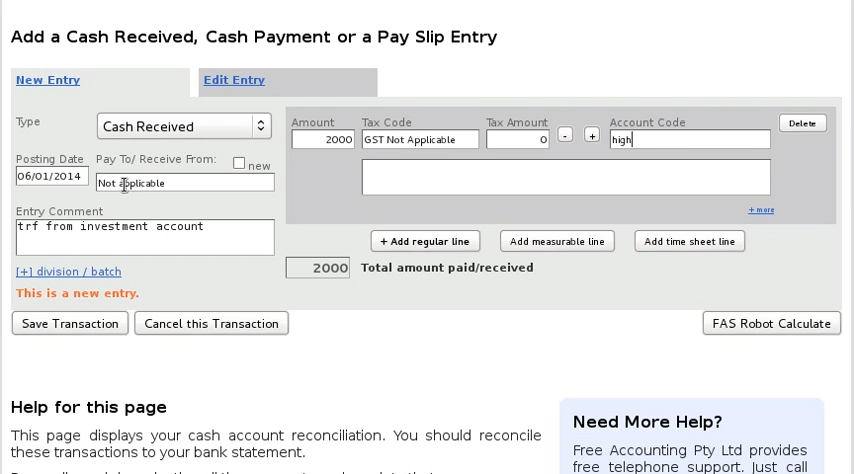 Add a Cash Received, Cash Payment or a Pay Slip Entry
New Entry
Edit Entry
Type
Cash Received
Posting Date
Pay To/ Receive From:
new
06/01/2014
Not applicable
Entry Comment
trf from investment account
[+] division / batch
This is a new entry.
Amount
Tax Code
Tax Amount
Account Code
Delete
2000
GST Not Applicable
0
-
+
high
+ more
+ Add regular line
Add measurable line
Add time sheet line
2000
Total amount paid/received
Save Transaction
Cancel this Transaction
FAS Robot Calculate
Help for this page
This page displays your cash account reconciliation. You should reconcile
these transactions to your bank statement.
Need More Help?
Free Accounting Pty Ltd provides
free telephone support. Just call